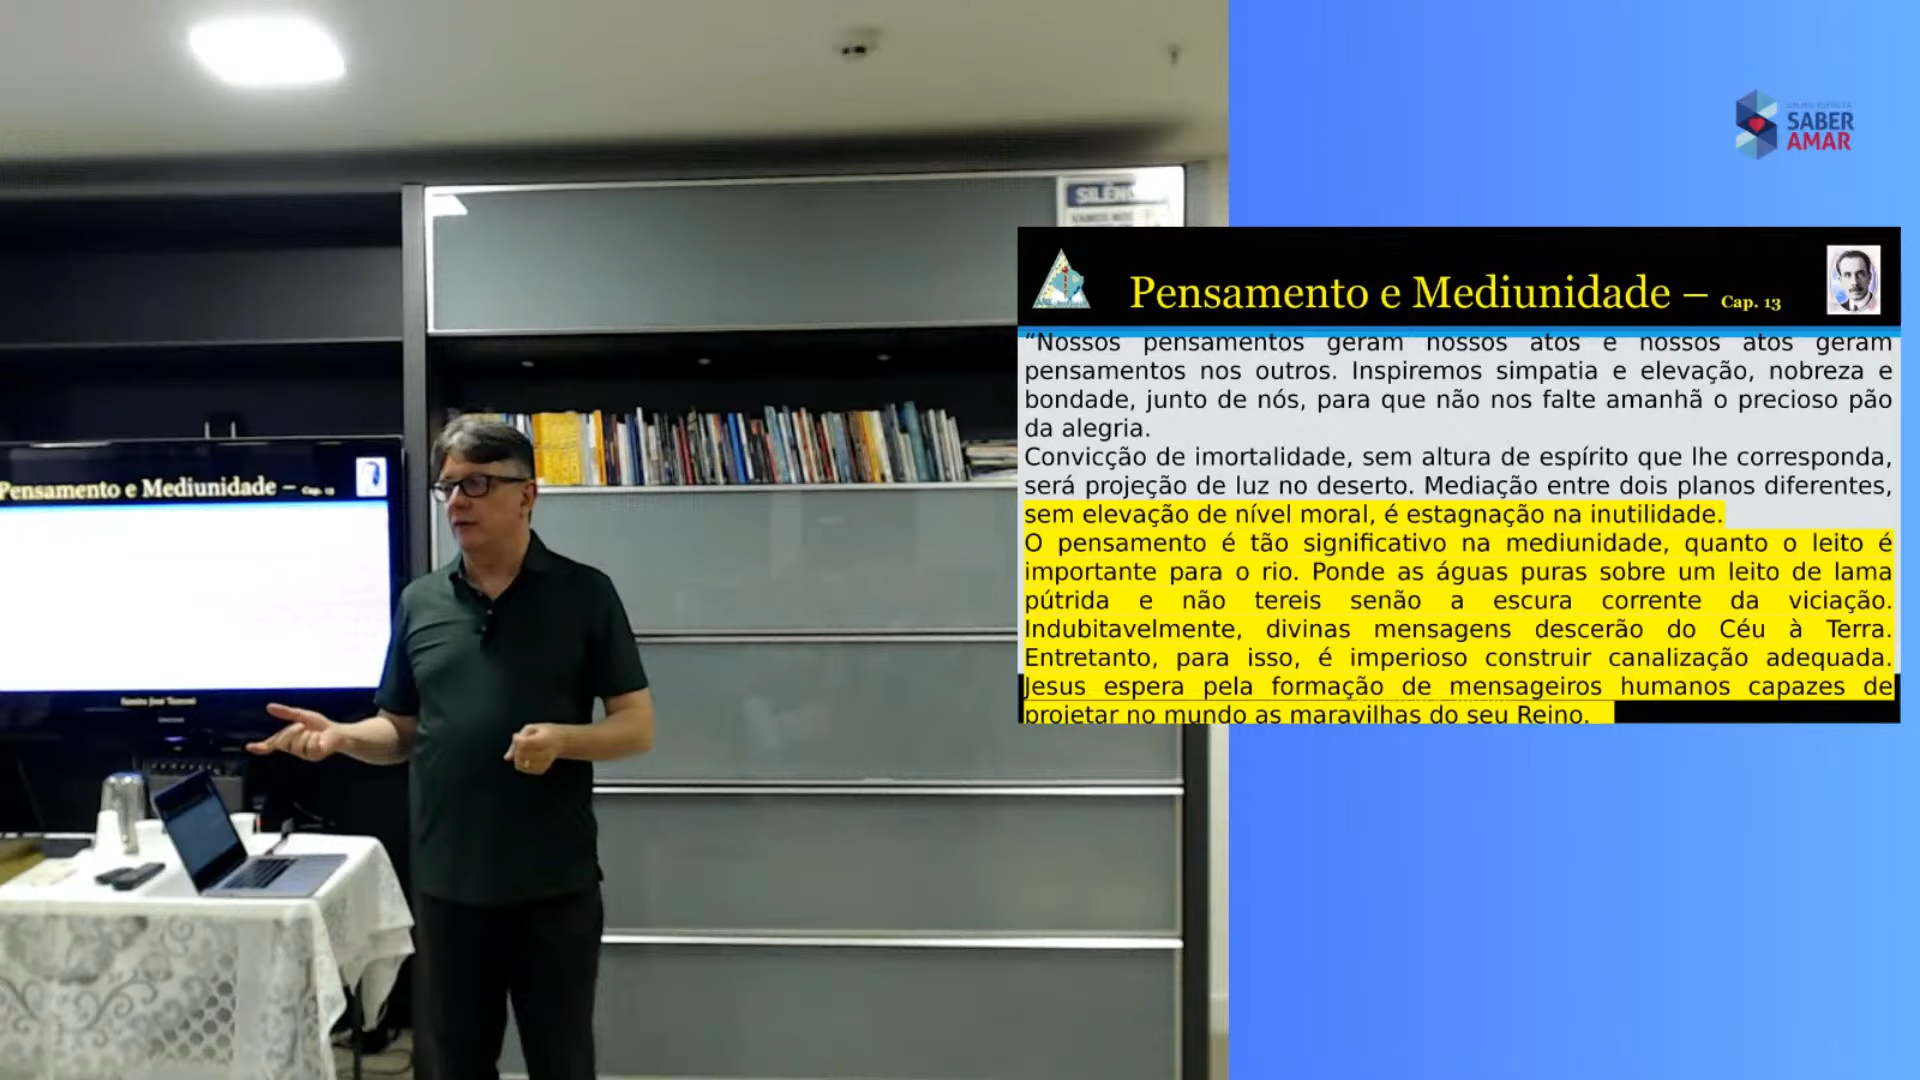 GRUPO ESPÍRITA
SABER
AMAR
SILÊNCIO
Pensamento e Mediunidade – Cap. 13
“Nossos pensamentos geram nossos atos e nossos atos geram
pensamentos nos outros. Inspiremos simpatia e elevação, nobreza e
bondade, junto de nós, para que não nos falte amanhã o precioso pão
da alegria.
Convicção de imortalidade, sem altura de espírito que lhe corresponda,
será projeção de luz no deserto. Mediação entre dois planos diferentes,
sem elevação de nível moral, é estagnação na inutilidade.
O pensamento é tão significativo na mediunidade, quanto o leito é
importante para o rio. Ponde as águas puras sobre um leito de lama
pútrida e não tereis senão a escura corrente da viciação.
Indubitavelmente, divinas mensagens descerão do Céu à Terra.
Entretanto, para isso, é imperioso construir canalização adequada.
Jesus espera pela formação de mensageiros humanos capazes de
projetar no mundo as maravilhas do seu Reino.
Pensamento e Mediunidade – Cap. 13